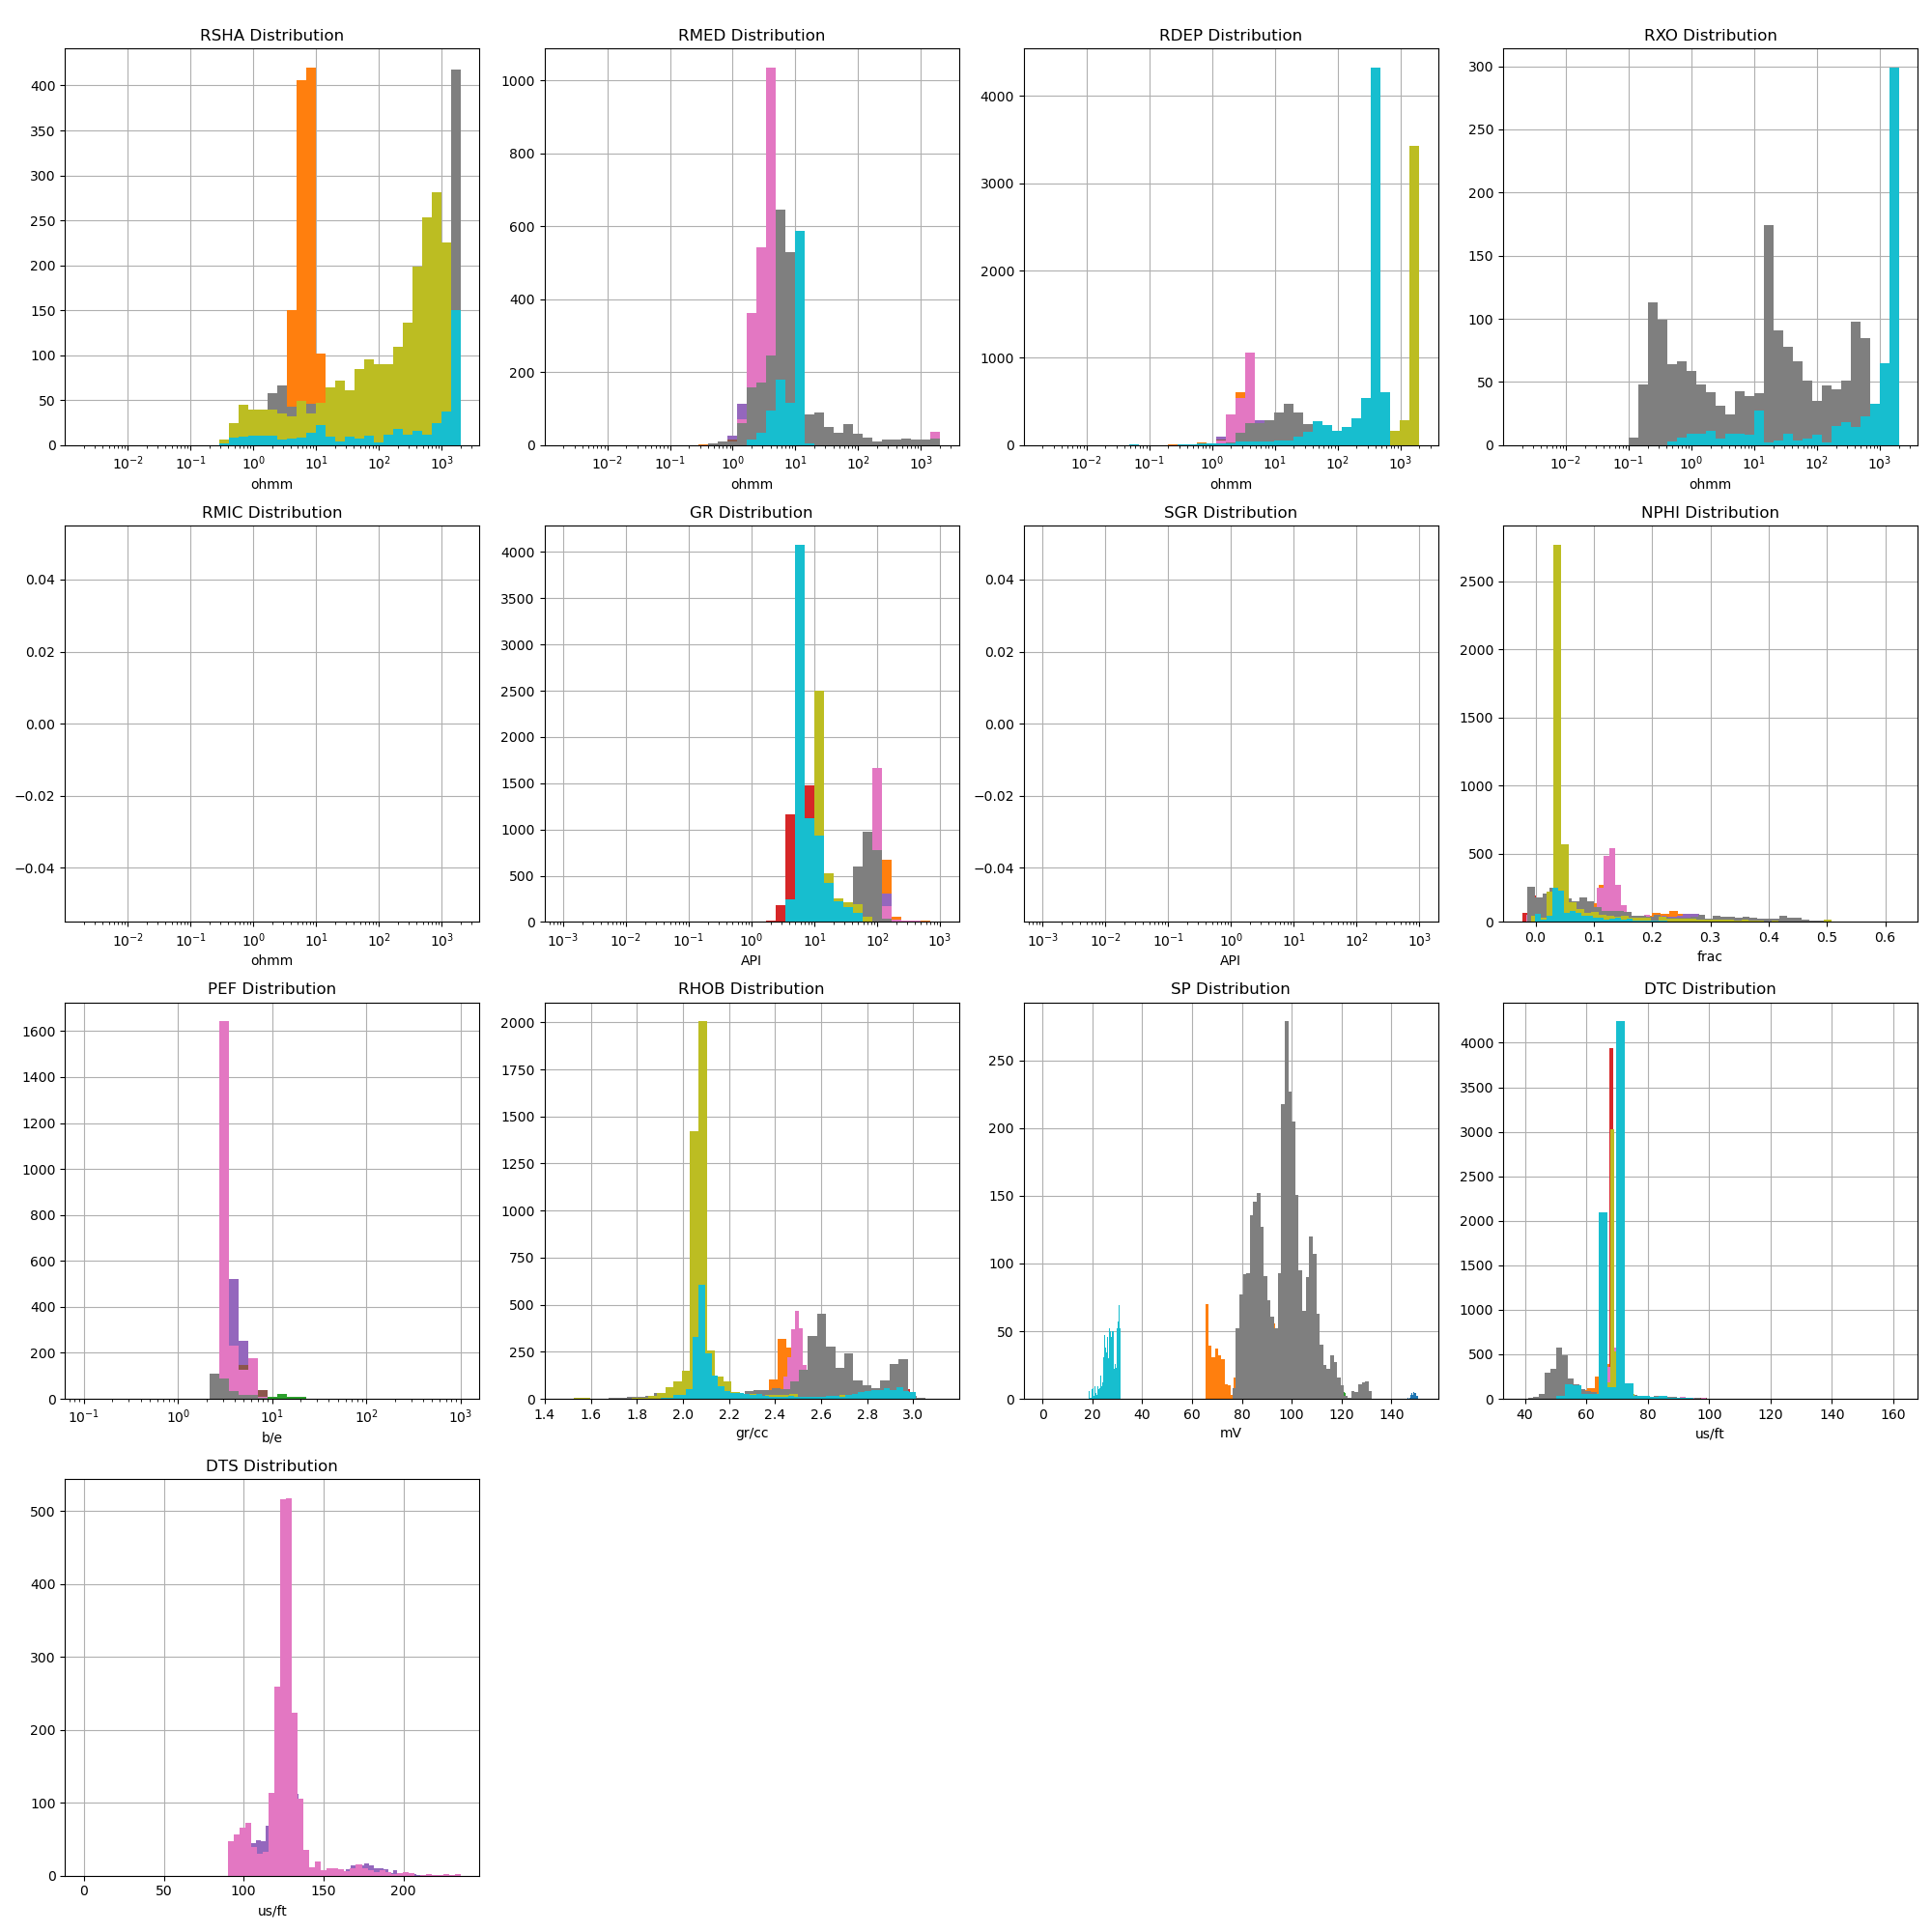 RSHA Distribution
400
350
300
250
200
150
100
50
0
10⁻² 10⁻¹ 10⁰ 10¹ 10² 10³
ohmm
RMED Distribution
1000
800
600
400
200
0
10⁻² 10⁻¹ 10⁰ 10¹ 10² 10³
ohmm
RDEP Distribution
4000
3000
2000
1000
0
10⁻² 10⁻¹ 10⁰ 10¹ 10² 10³
ohmm
RXO Distribution
300
250
200
150
100
50
0
10⁻² 10⁻¹ 10⁰ 10¹ 10² 10³
ohmm
RMIC Distribution
0.04
0.02
0.00
−0.02
−0.04
10⁻² 10⁻¹ 10⁰ 10¹ 10² 10³
ohmm
GR Distribution
4000
3500
3000
2500
2000
1500
1000
500
0
10⁻³ 10⁻² 10⁻¹ 10⁰ 10¹ 10² 10³
API
SGR Distribution
0.04
0.02
0.00
−0.02
−0.04
10⁻³ 10⁻² 10⁻¹ 10⁰ 10¹ 10² 10³
API
NPHI Distribution
2500
2000
1500
1000
500
0
0.0 0.1 0.2 0.3 0.4 0.5 0.6
frac
PEF Distribution
1600
1400
1200
1000
800
600
400
200
0
10⁻¹ 10⁰ 10¹ 10² 10³
b/e
RHOB Distribution
2000
1750
1500
1250
1000
750
500
250
0
1.4 1.6 1.8 2.0 2.2 2.4 2.6 2.8 3.0
gr/cc
SP Distribution
250
200
150
100
50
0
0 20 40 60 80 100 120 140
mV
DTC Distribution
4000
3500
3000
2500
2000
1500
1000
500
0
40 60 80 100 120 140 160
us/ft
DTS Distribution
500
400
300
200
100
0
0 50 100 150 200
us/ft